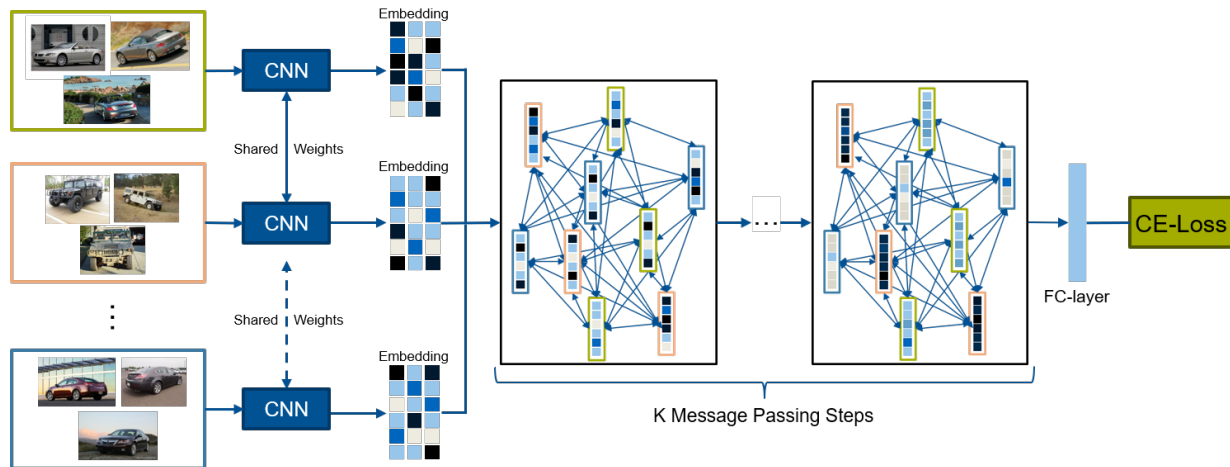 Embedding
CNN
Shared Weights
Embedding
CNN
Shared Weights
Embedding
CNN
...
FC-layer
CE-Loss
K Message Passing Steps